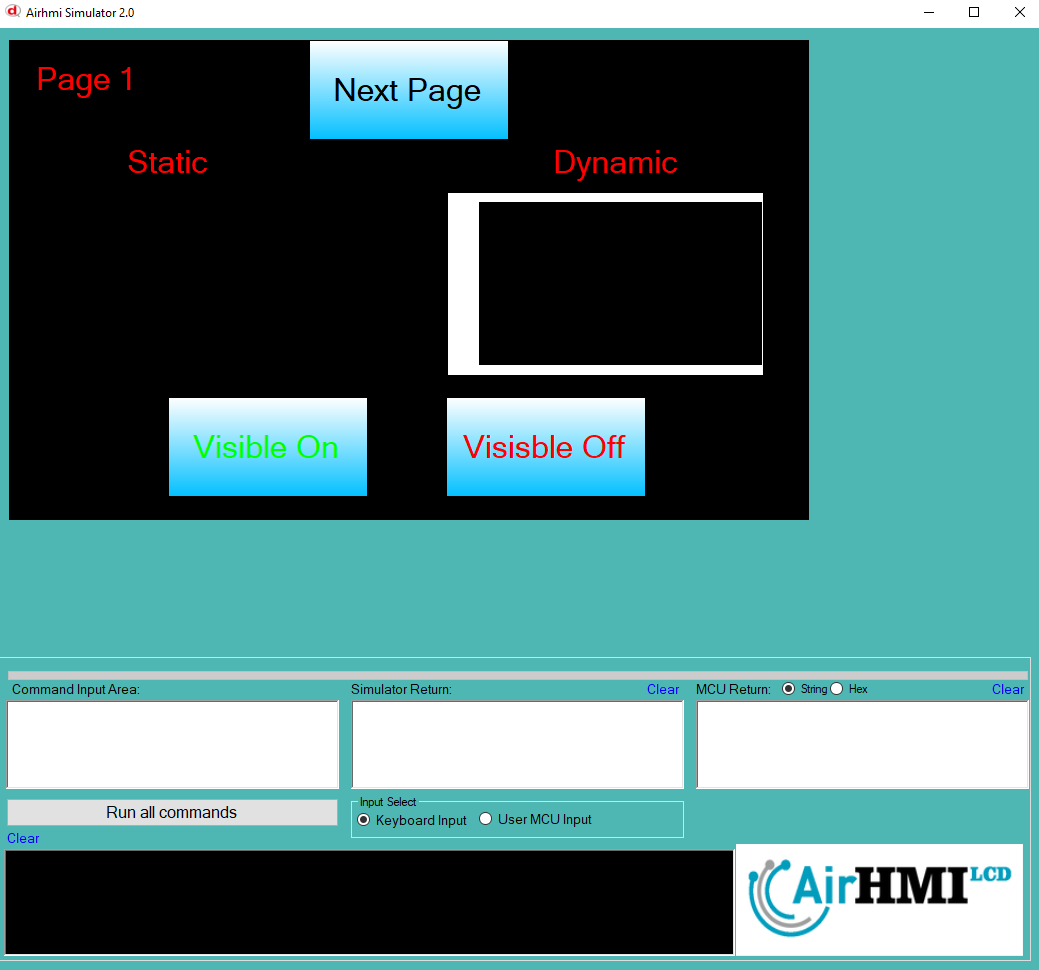 Airhmi Simulator 2.0
Page 1
Next Page
Static
Dynamic
Visible On
Visisble Off
Command Input Area:
Simulator Return:
Clear
MCU Return:
String
Hex
Clear
Run all commands
Input Select
Keyboard Input
User MCU Input
Clear
AirHMI LCD